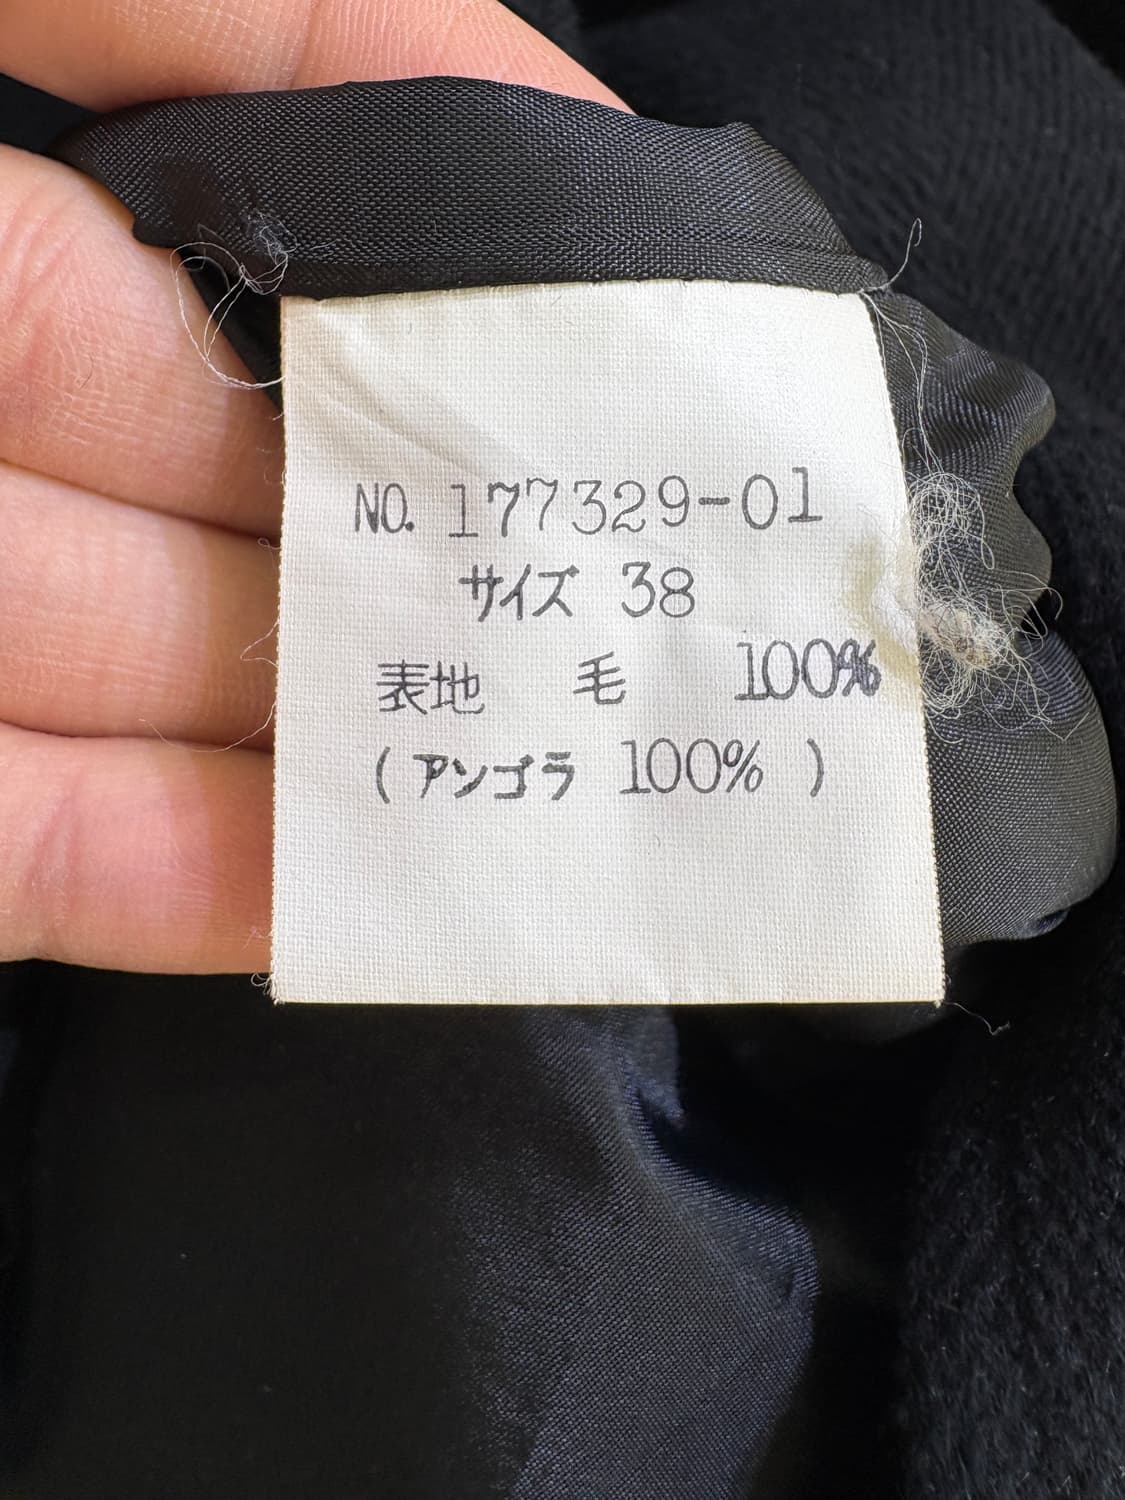 NO. 177329-01
サイズ 38
表地 毛 100%
( アンゴラ 100% )